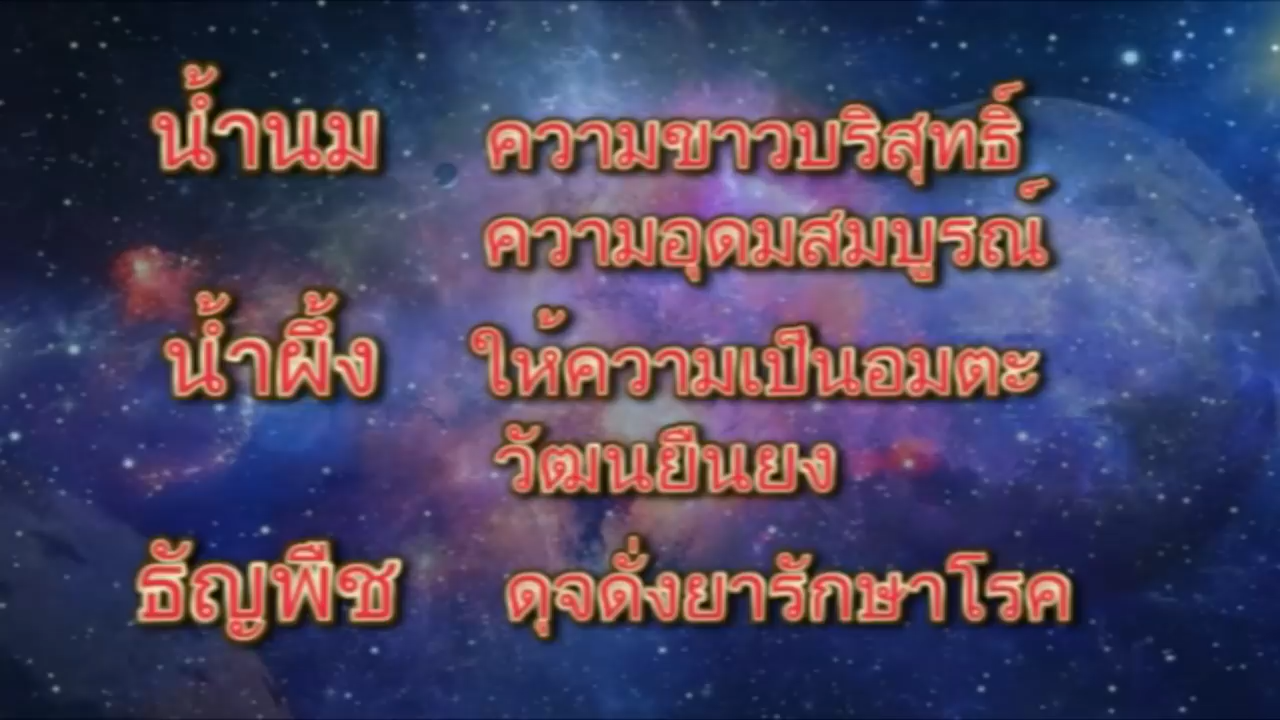 น้ำนม ความขาวบริสุทธิ์
ความอุดมสมบูรณ์
น้ำผึ้ง ให้ความเป็นอมตะ
วัฒนยืนยง
ธัญพืช ดุจดั่งยารักษาโรค